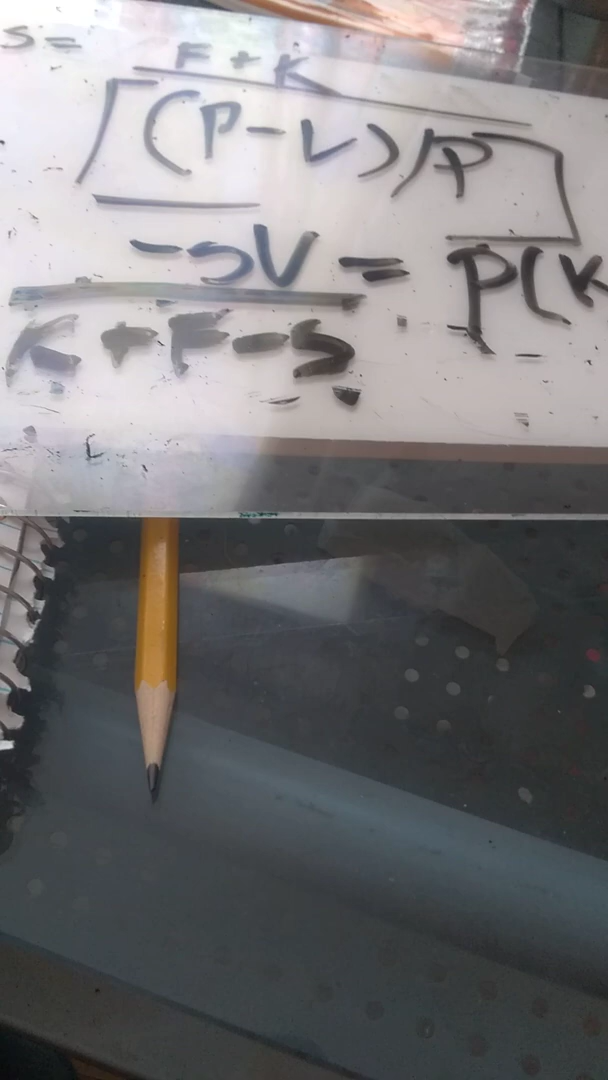 S =
F + K
[(P-V)/P]
-SV = P(K
K+F-S